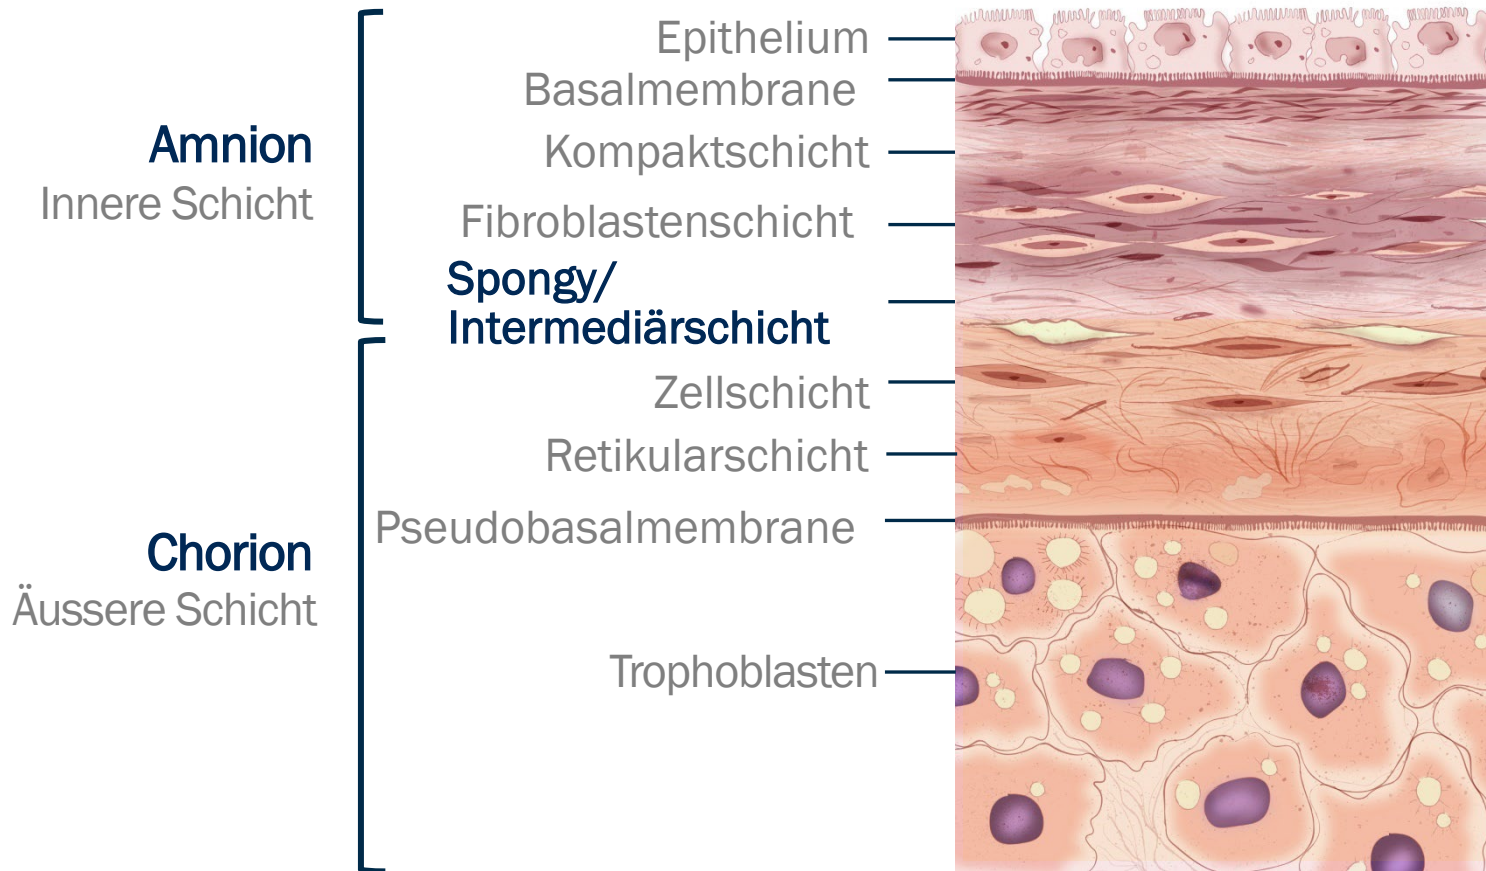 Epithelium
Basalmembrane
Amnion
Kompaktschicht
Innere Schicht
Fibroblastenschicht
Spongy/
Intermediärschicht
Zellschicht
Retikularschicht
Pseudobasalmembrane
Chorion
Äussere Schicht
Trophoblasten